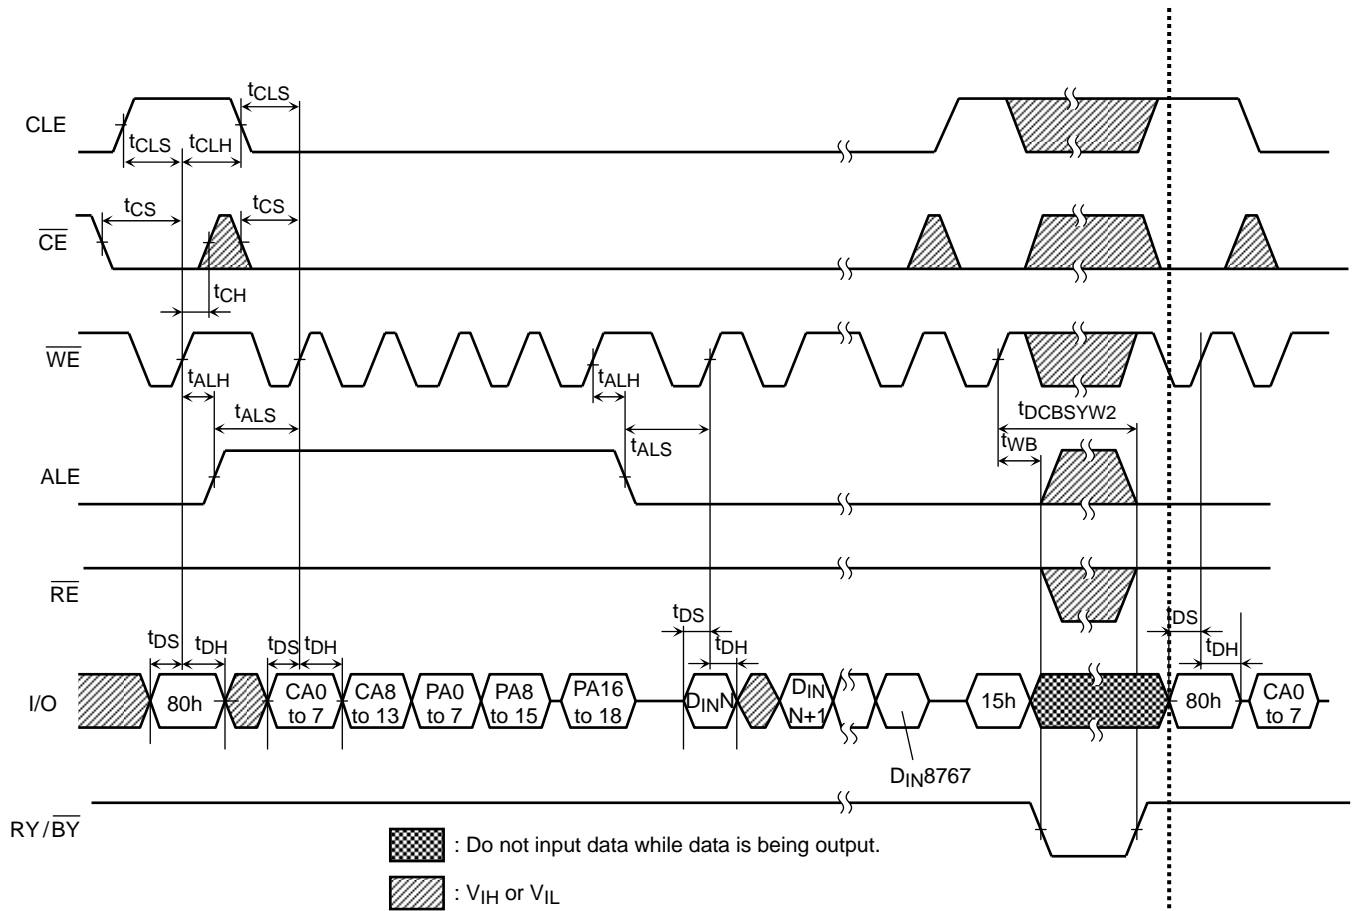 CLE
tCLS
tCLS
tCLH
CE
tCS
tCS
tCH
WE
tALH
tALS
tALH
tALS
tDCBSYW2
tWB
ALE
RE
tDS
tDH
tDS
tDH
tDS
tDH
tDS
tDH
I/O
80h
CA0
to 7
CA8
to 13
PA0
to 7
PA8
to 15
PA16
to 18
DINN
DIN
N+1
DIN8767
15h
80h
CA0
to 7
RY/BY
: Do not input data while data is being output.
: VIH or VIL